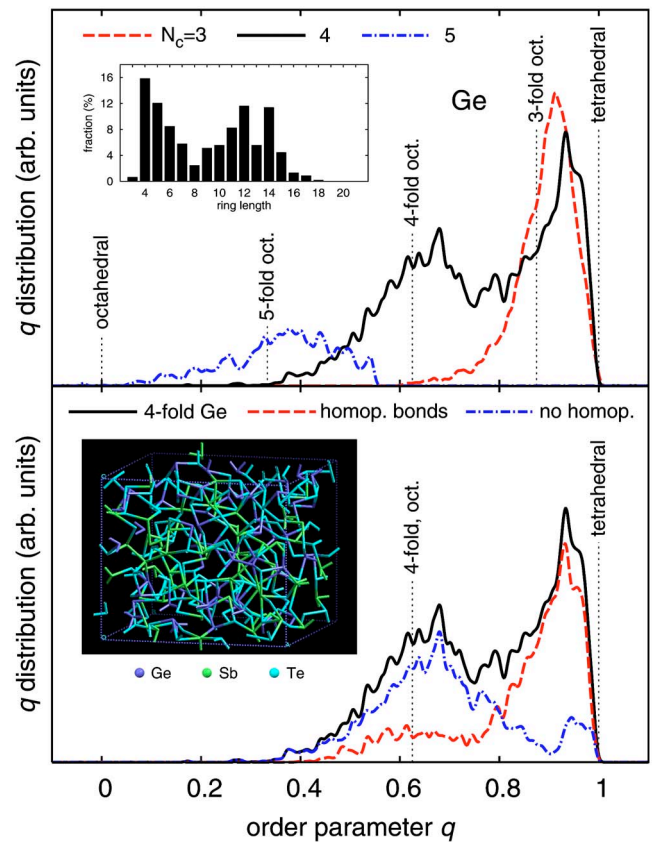 N_c=3 4 5
16
12
8
4
0
fraction (%)
4 6 8 10 12 14 16 18 20
ring length
Ge
octahedral
5-fold oct.
4-fold oct.
3-fold oct.
tetrahedral
q distribution (arb. units)
4-fold Ge homop. bonds no homop.
4-fold, oct.
tetrahedral
Ge Sb Te
q distribution (arb. units)
0 0.2 0.4 0.6 0.8 1
order parameter q